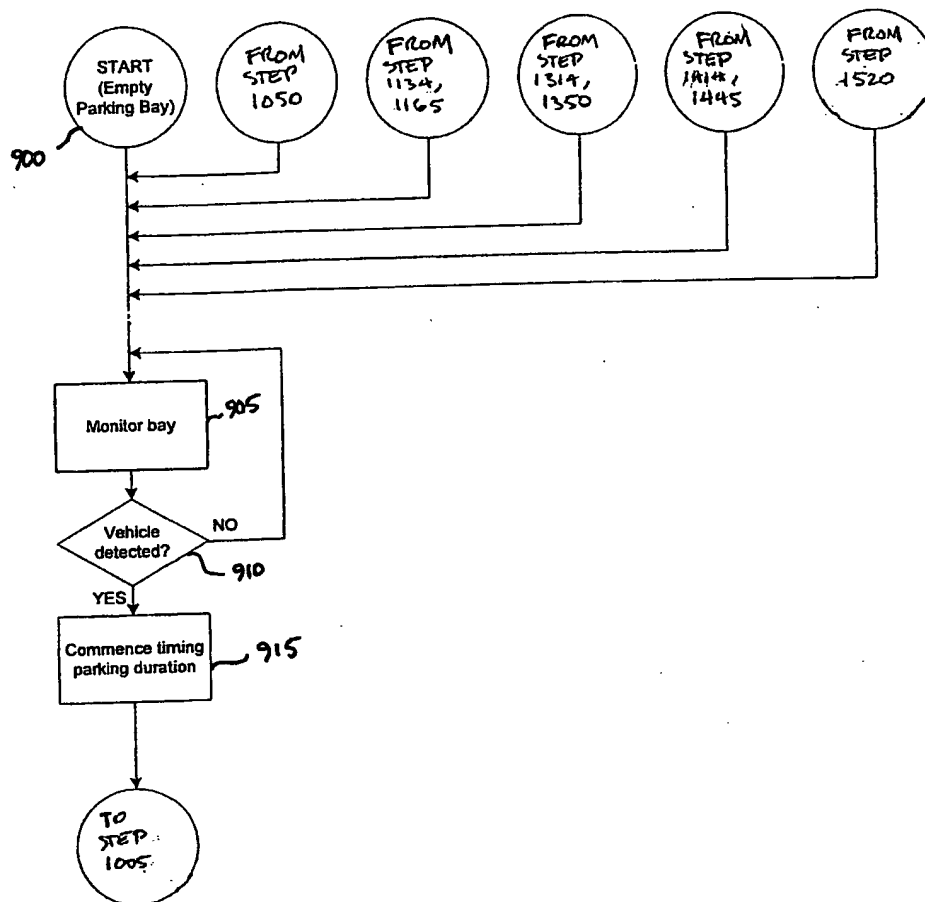 START
(Empty
Parking Bay)
900
FROM
STEP
1050
FROM
STEP
1134,
1165
FROM
STEP
1314,
1350
FROM
STEP
1414,
1445
FROM
STEP
1520
Monitor bay
905
Vehicle
detected?
NO
910
YES
Commence timing
parking duration
915
TO
STEP
1005